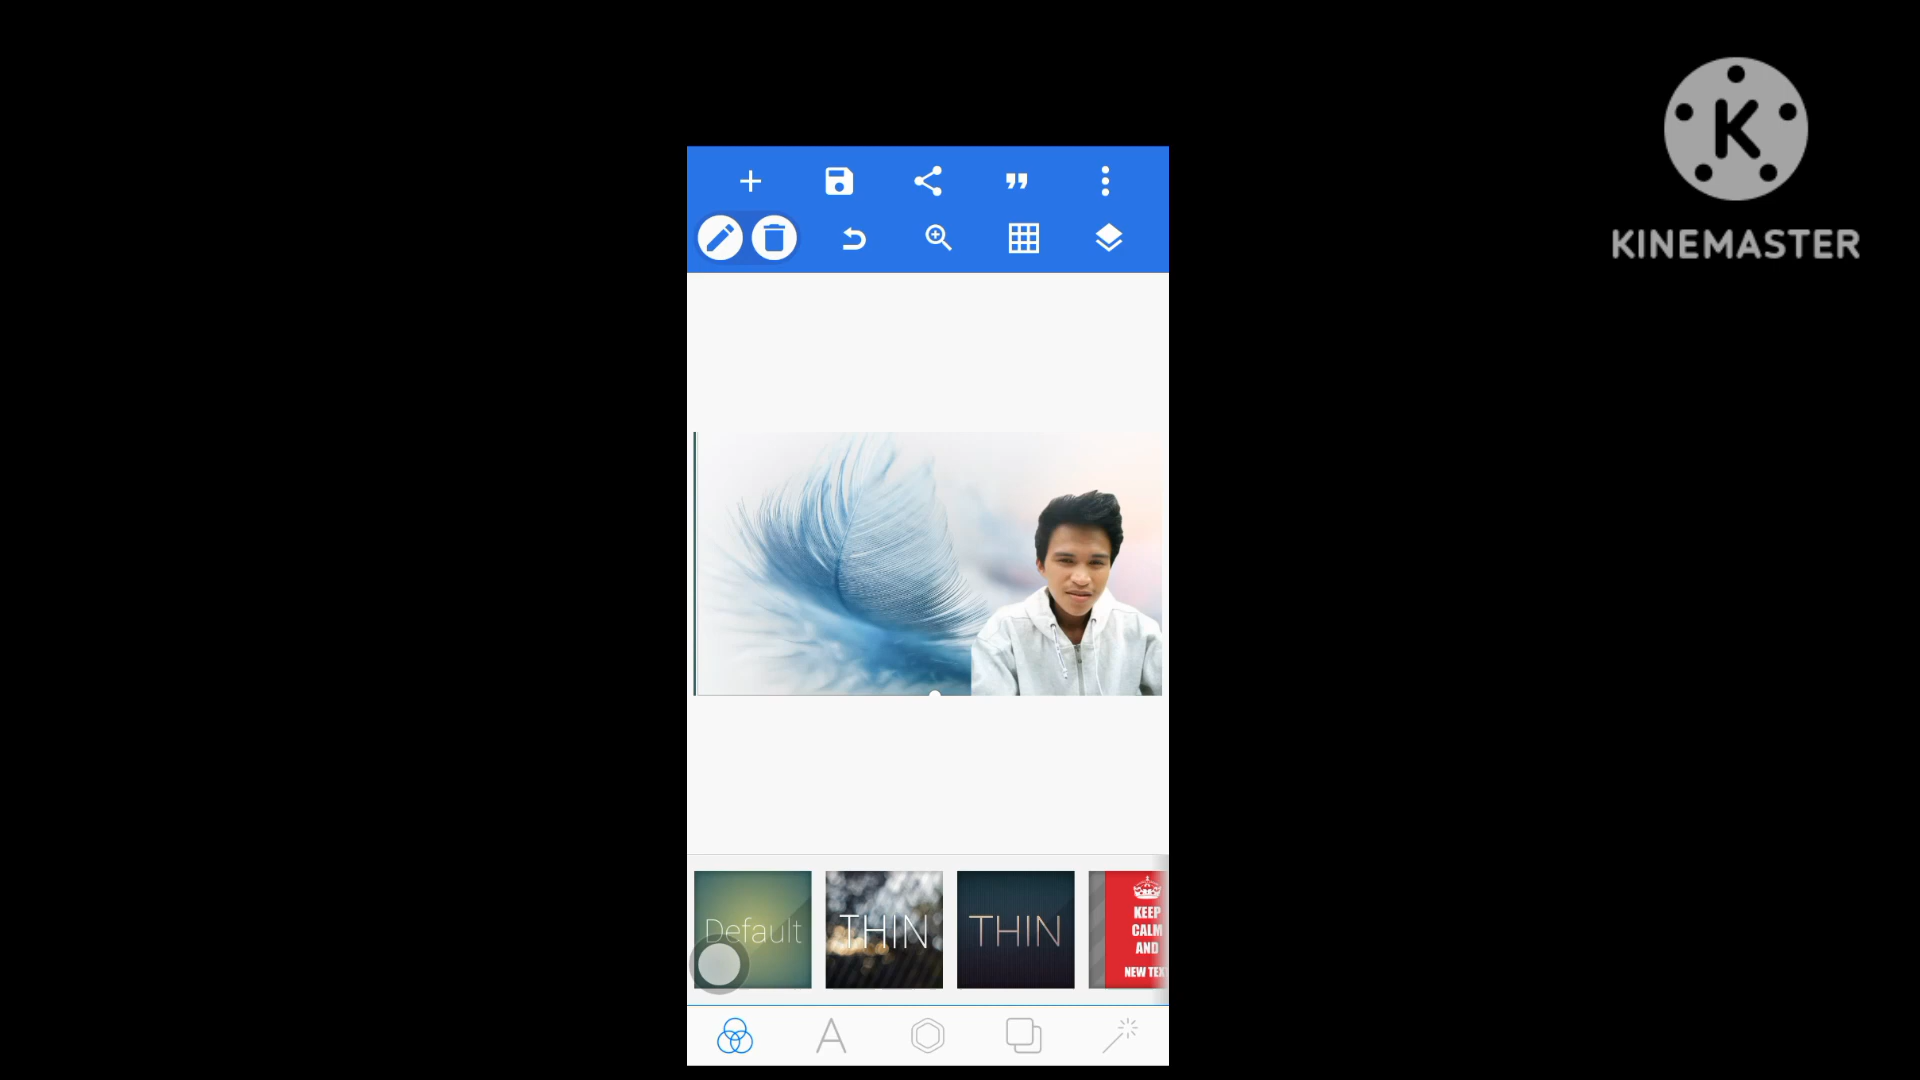 KINEMASTER
Default
THIN
THIN
KEEP
CALM
AND